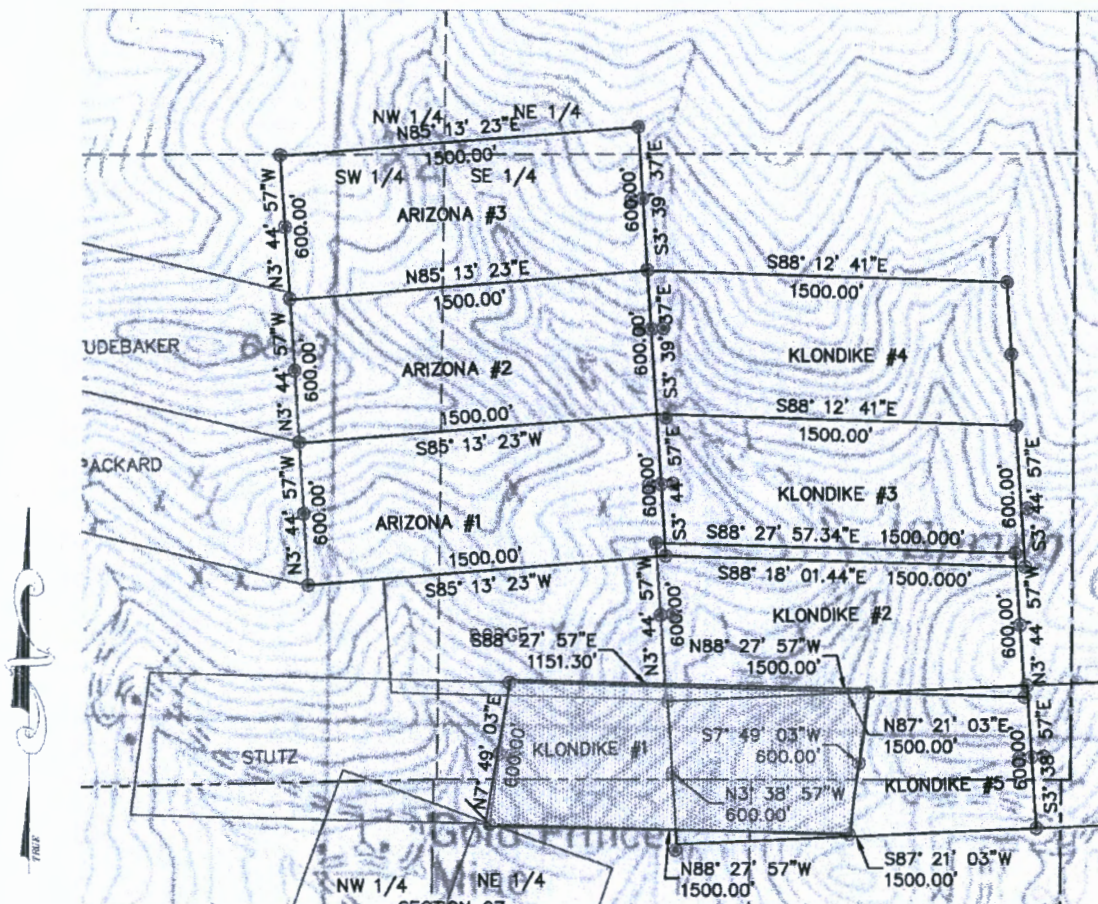 NW 1/4 NE 1/4
N85° 13' 23"E
1500.00'
SW 1/4 SE 1/4
N3° 44' 57"W
600.00'
ARIZONA #3
600.00'
S3° 39' 37"E
N85° 13' 23"E
1500.00'
S88° 12' 41"E
1500.00'
UDEBAKER
N3° 44' 57"W
600.00'
ARIZONA #2
600.00'
S3° 39' 37"E
KLONDIKE #4
1500.00'
S85° 13' 23"W
S88° 12' 41"E
1500.00'
PACKARD
N3° 44' 57"W
600.00'
ARIZONA #1
600.00'
S3° 44' 57"E
KLONDIKE #3
600.00'
S3° 44' 57"E
1500.00'
S85° 13' 23"W
S88° 27' 57.34"E 1500.000'
S88° 18' 01.44"E 1500.000'
N3° 44' 57"W
600.00'
KLONDIKE #2
600.00'
N3° 44' 57"W
S88° 27' 57"E
1151.30'
N88° 27' 57"W
1500.00'
STUTZ
N7° 49' 03"E
600.00'
KLONDIKE #1
S7° 49' 03"W
600.00'
N3° 38' 57"W
600.00'
N87° 21' 03"E
1500.00'
KLONDIKE #5
600.00'
S3° 38' 57"E
Gold Prince
N88° 27' 57"W
1500.00'
S87° 21' 03"W
1500.00'
NW 1/4 NE 1/4
TRUE